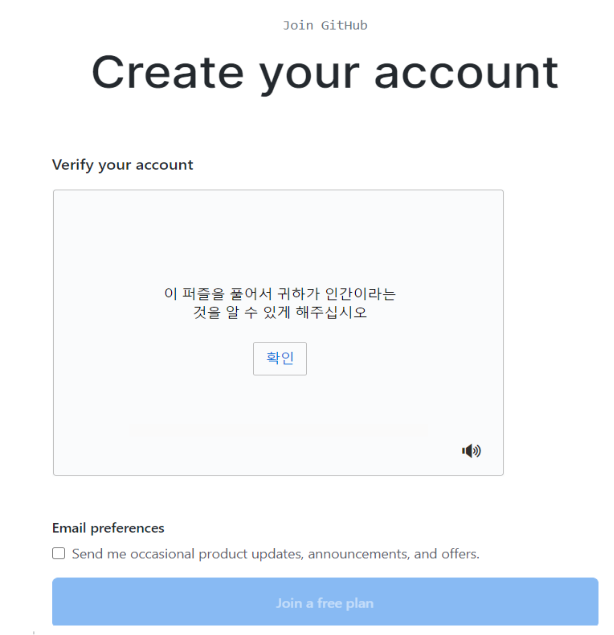 Join GitHub
Create your account
Verify your account
이 퍼즐을 풀어서 귀하가 인간이라는
것을 알 수 있게 해주십시오
확인
Email preferences
Send me occasional product updates, announcements, and offers.
Join a free plan